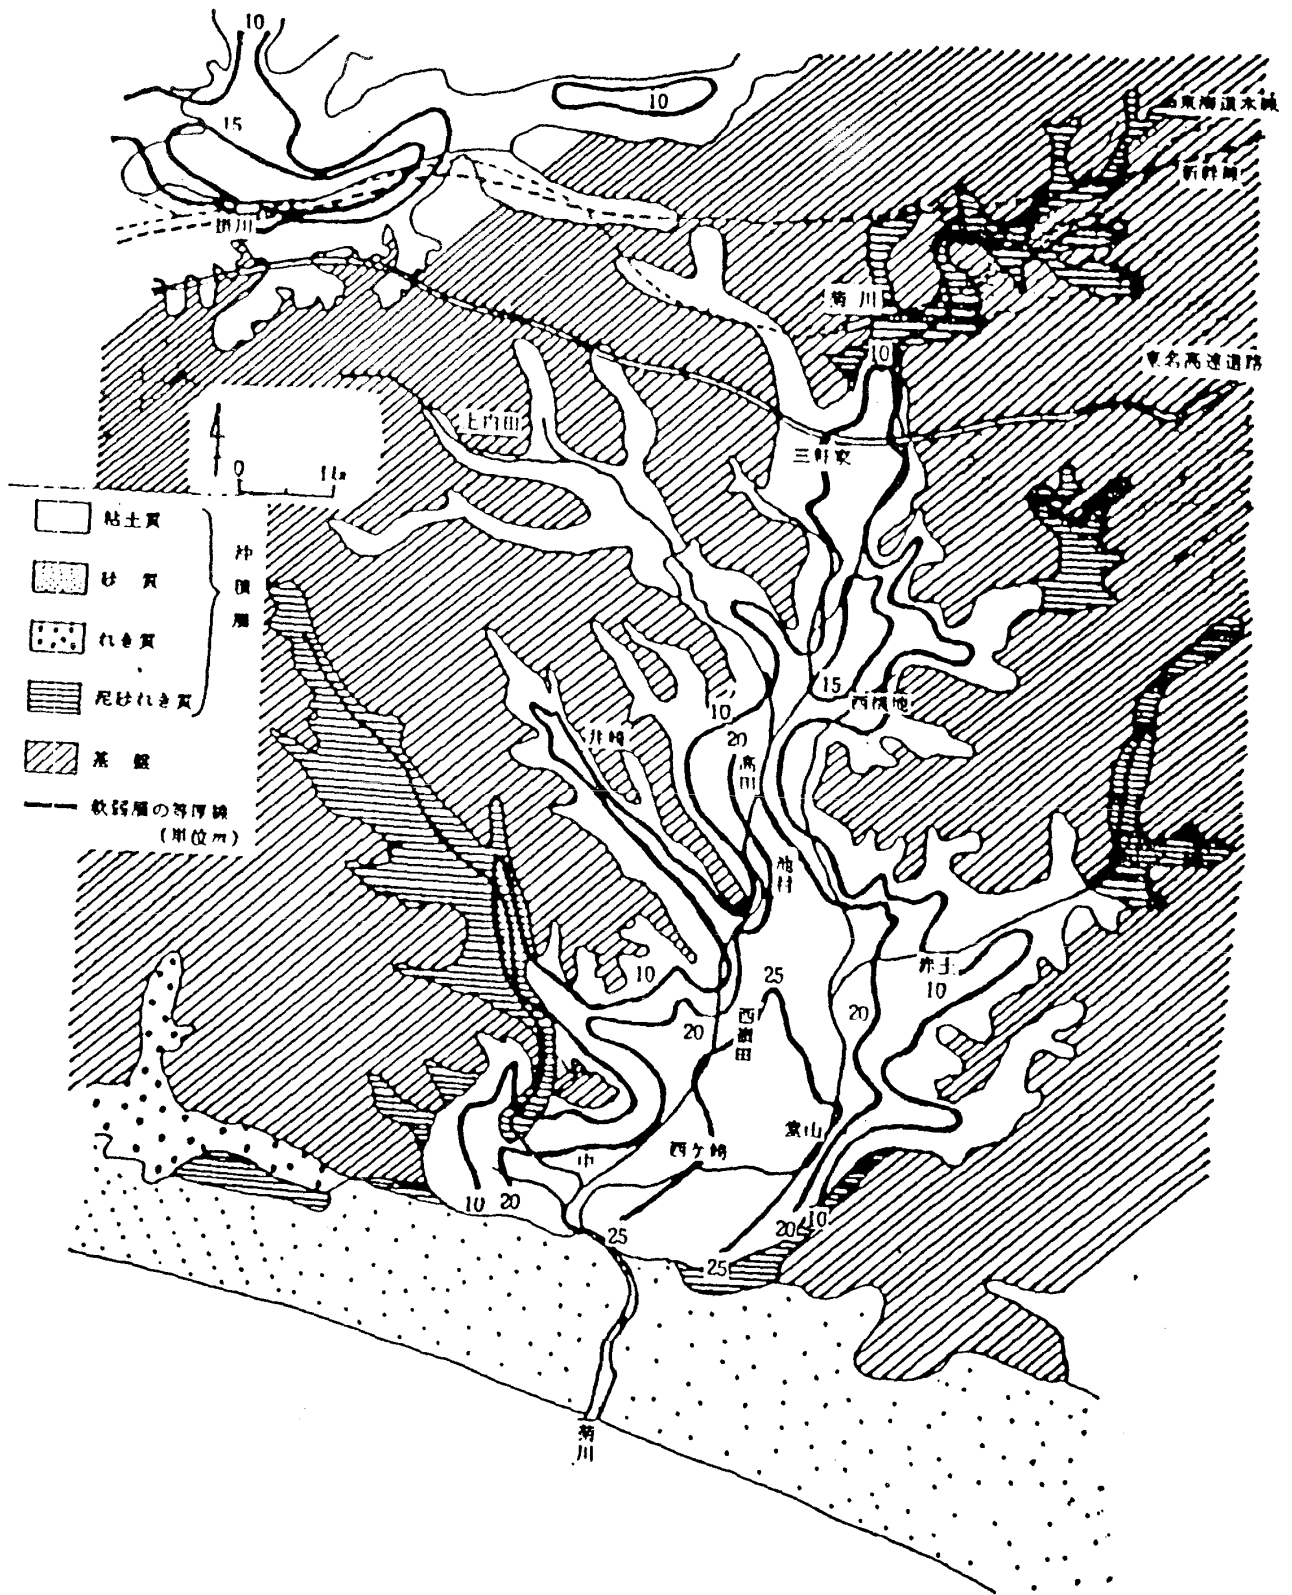 10
10
15
東海道本線
新幹線
掛川
菊川
10
東名高速道路
上内田
三軒家
0
1km
粘土質
砂質
れき質
泥砂れき質
沖積層
基盤
軟弱層の等厚線
(単位m)
15
西横地
10
20
高田
井崎
池村
赤土
10
10
25
20
西嶺田
20
堂山
西ケ崎
中
10
20
25
20
10
25
菊川